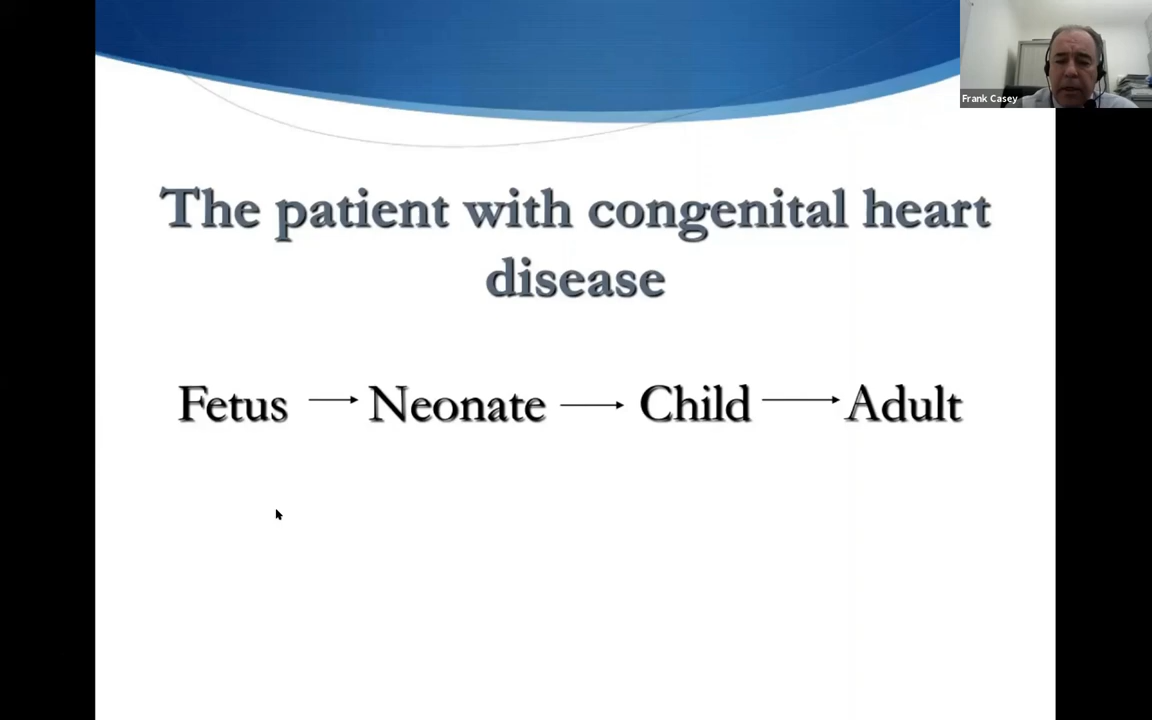 Frank Casey
The patient with congenital heart
disease
Fetus → Neonate → Child → Adult